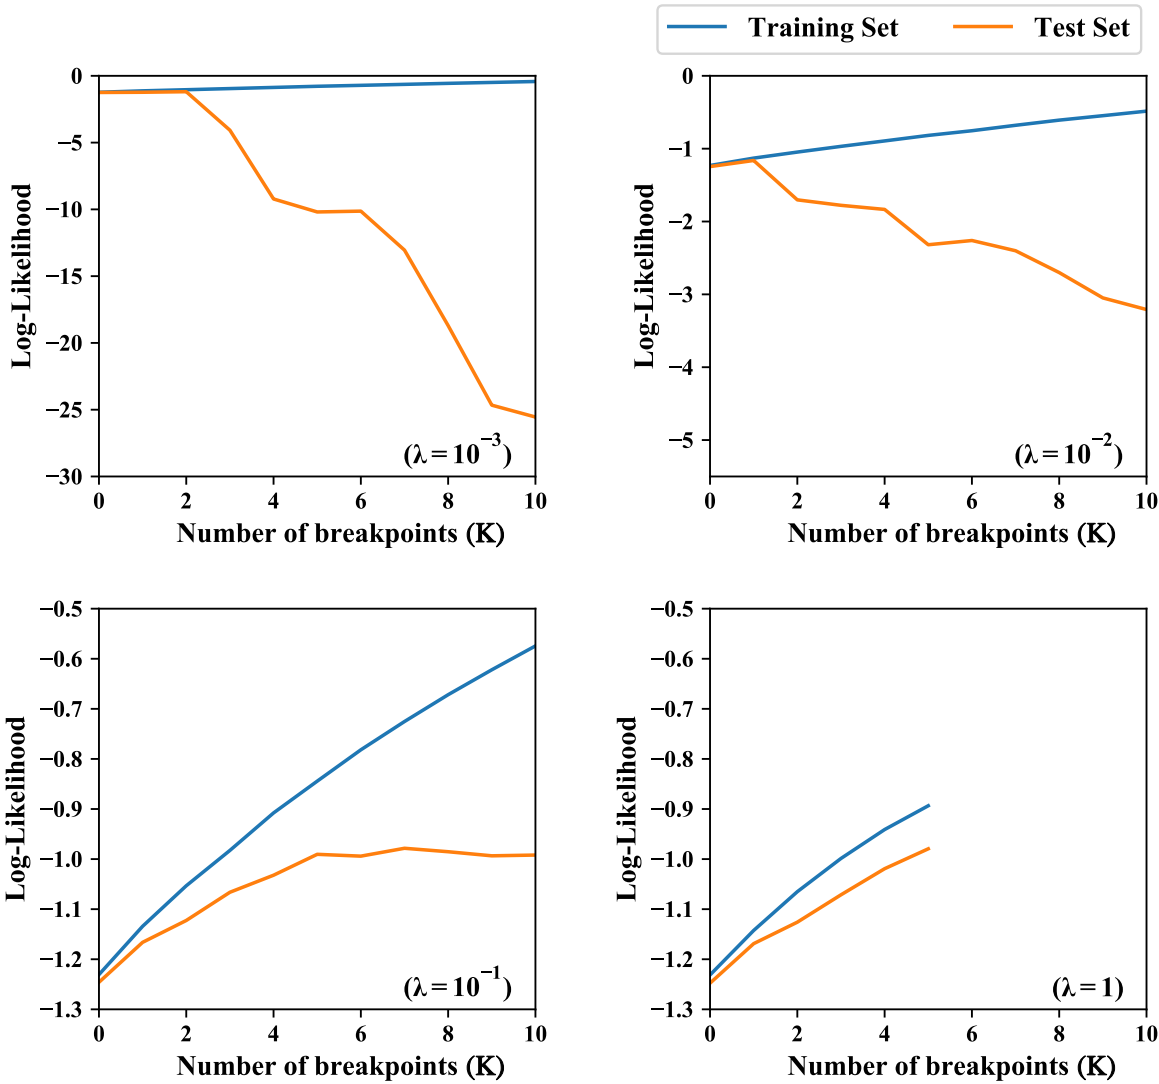 Training Set
Test Set
0
−5
−10
−15
−20
−25
−30
Log-Likelihood
(λ = 10⁻³)
0 2 4 6 8 10
Number of breakpoints (K)
0
−1
−2
−3
−4
−5
Log-Likelihood
(λ = 10⁻²)
0 2 4 6 8 10
Number of breakpoints (K)
−0.5
−0.6
−0.7
−0.8
−0.9
−1.0
−1.1
−1.2
−1.3
Log-Likelihood
(λ = 10⁻¹)
0 2 4 6 8 10
Number of breakpoints (K)
−0.5
−0.6
−0.7
−0.8
−0.9
−1.0
−1.1
−1.2
−1.3
Log-Likelihood
(λ = 1)
0 2 4 6 8 10
Number of breakpoints (K)